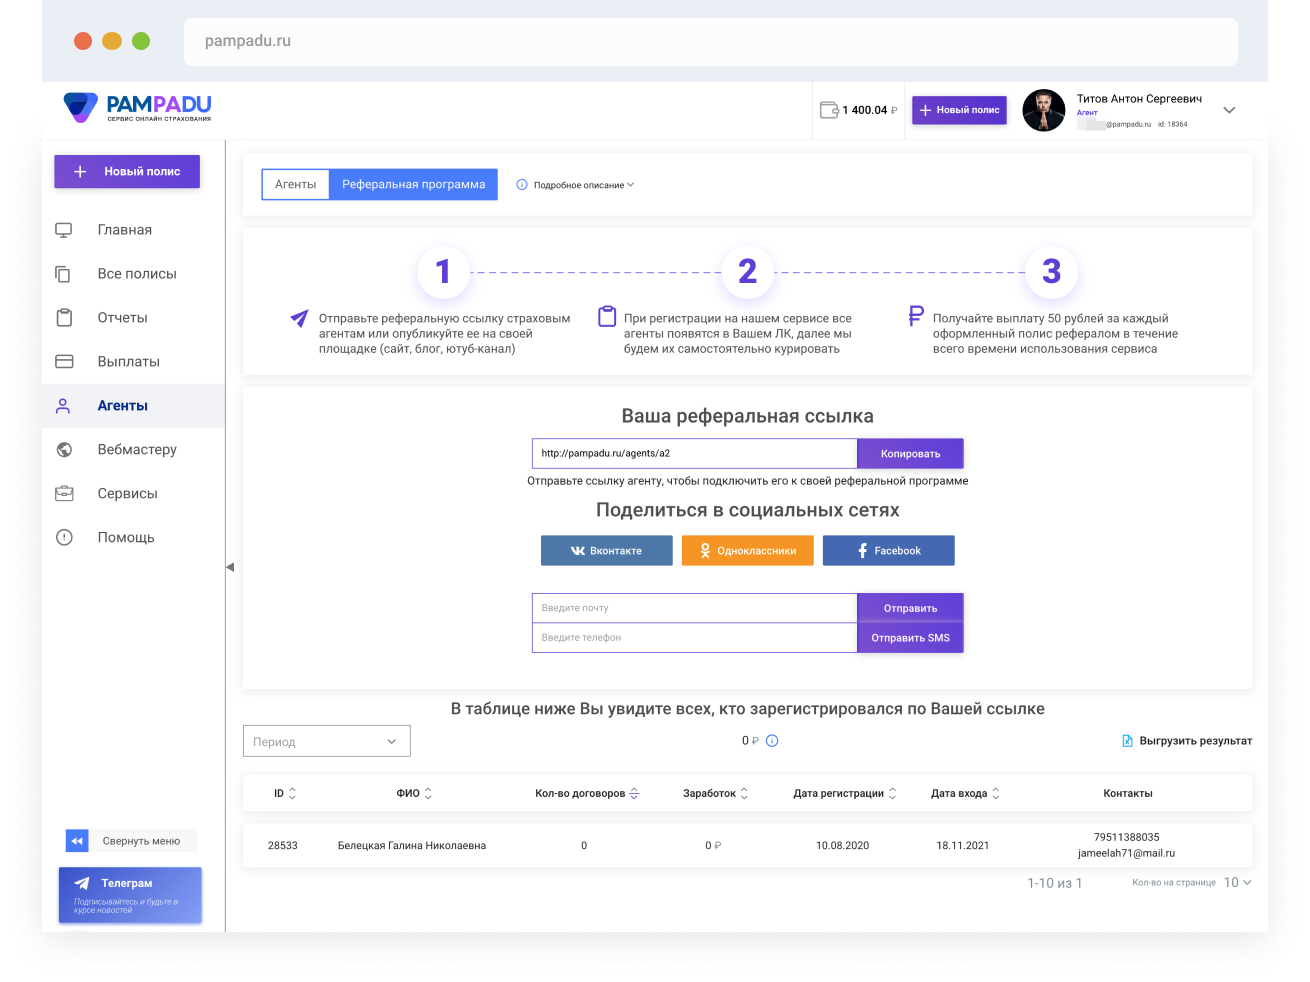 pampadu.ru
PAMPADU
СЕРВИС ОНЛАЙН СТРАХОВАНИЯ
1 400.04 ₽
Новый полис
Титов Антон Сергеевич
Агент
@pampadu.ru id: 18364
Новый полис
Главная
Все полисы
Отчеты
Выплаты
Агенты
Вебмастеру
Сервисы
Помощь
Свернуть меню
Телеграм
Подписывайтесь и будьте в
курсе новостей
Агенты
Реферальная программа
Подробное описание
1
2
3
Отправьте реферальную ссылку страховым
агентам или опубликуйте ее на своей
площадке (сайт, блог, ютуб-канал)
При регистрации на нашем сервисе все
агенты появятся в Вашем ЛК, далее мы
будем их самостоятельно курировать
Получайте выплату 50 рублей за каждый
оформленный полис рефералом в течение
всего времени использования сервиса
Ваша реферальная ссылка
http://pampadu.ru/agents/a2
Копировать
Отправьте ссылку агенту, чтобы подключить его к своей реферальной программе
Поделиться в социальных сетях
Вконтакте
Одноклассники
Facebook
Введите почту
Отправить
Введите телефон
Отправить SMS
В таблице ниже Вы увидите всех, кто зарегистрировался по Вашей ссылке
Период
0 ₽
Выгрузить результат
ID ФИО Кол-во договоров Заработок Дата регистрации Дата входа Контакты
28533 Белецкая Галина Николаевна 0 0 ₽ 10.08.2020 18.11.2021
79511388035
jameelah71@mail.ru
1-10 из 1
Кол-во на странице 10